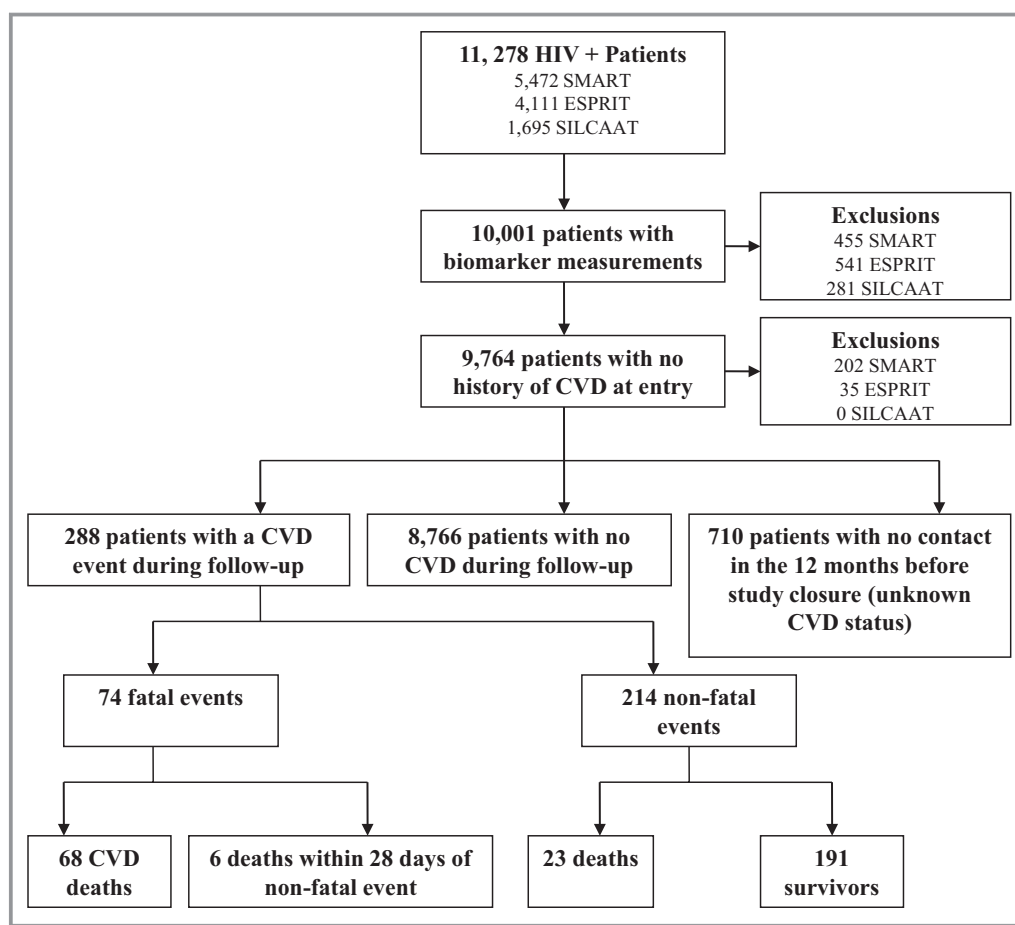 11, 278 HIV + Patients
5,472 SMART
4,111 ESPRIT
1,695 SILCAAT
10,001 patients with
biomarker measurements
Exclusions
455 SMART
541 ESPRIT
281 SILCAAT
9,764 patients with no
history of CVD at entry
Exclusions
202 SMART
35 ESPRIT
0 SILCAAT
288 patients with a CVD
event during follow-up
8,766 patients with no
CVD during follow-up
710 patients with no contact
in the 12 months before
study closure (unknown
CVD status)
74 fatal events
214 non-fatal
events
68 CVD
deaths
6 deaths within 28 days of
non-fatal event
23 deaths
191
survivors